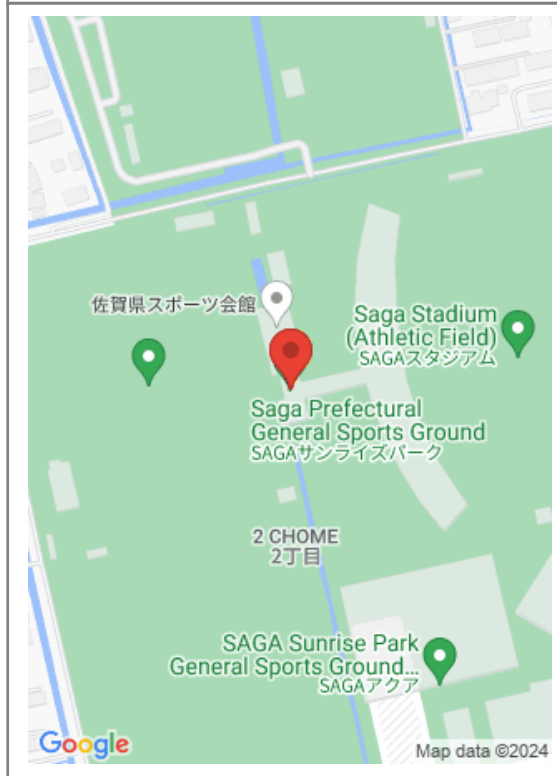 佐賀県スポーツ会館
Saga Stadium
(Athletic Field)
SAGAスタジアム
Saga Prefectural
General Sports Ground
SAGAサンライズパーク
2 CHOME
2丁目
SAGA Sunrise Park
General Sports Ground...
SAGAアクア
Google
Map data ©2024